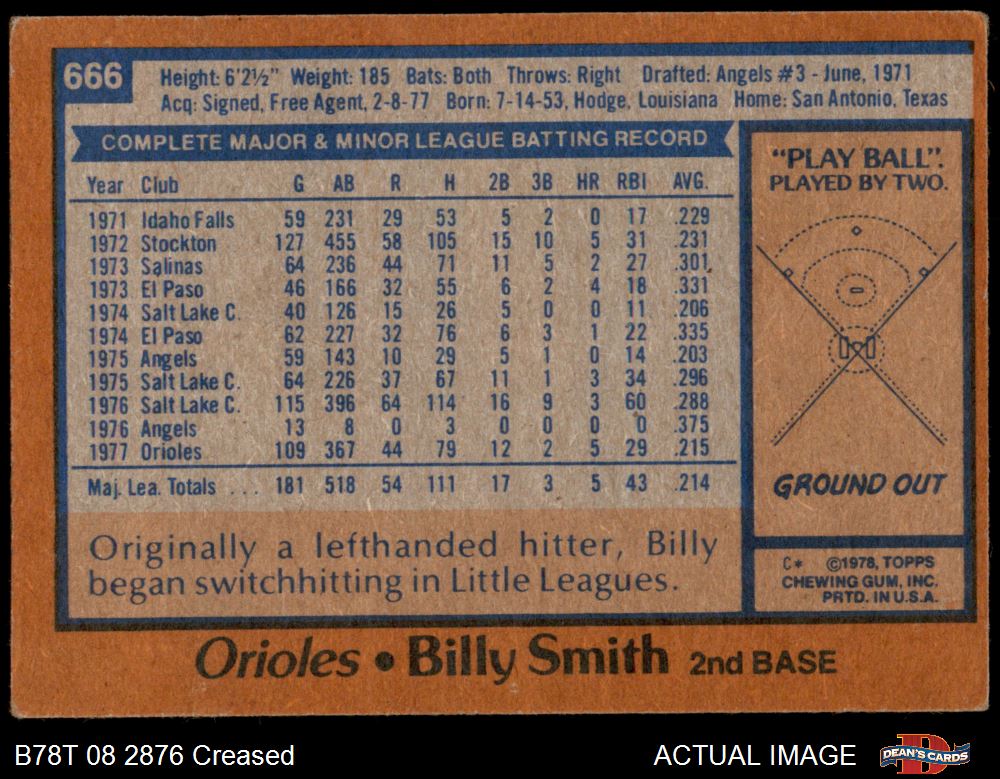 666
Height: 6'2½" Weight: 185 Bats: Both Throws: Right Drafted: Angels #3 - June, 1971
Acq: Signed, Free Agent, 2-8-77 Born: 7-14-53, Hodge, Louisiana Home: San Antonio, Texas
COMPLETE MAJOR & MINOR LEAGUE BATTING RECORD
Year Club G AB R H 2B 3B HR RBI AVG.
1971 Idaho Falls 59 231 29 53 5 2 0 17 .229
1972 Stockton 127 455 58 105 15 10 5 31 .231
1973 Salinas 64 236 44 71 11 5 2 27 .301
1973 El Paso 46 166 32 55 6 2 4 18 .331
1974 Salt Lake C. 40 126 15 26 5 0 0 11 .206
1974 El Paso 62 227 32 76 6 3 1 22 .335
1975 Angels 59 143 10 29 5 1 0 14 .203
1975 Salt Lake C. 64 226 37 67 11 1 3 34 .296
1976 Salt Lake C. 115 396 64 114 16 9 3 60 .288
1976 Angels 13 8 0 3 0 0 0 0 .375
1977 Orioles 109 367 44 79 12 2 5 29 .215
Maj. Lea. Totals ... 181 518 54 111 17 3 5 43 .214
Originally a lefthanded hitter, Billy
began switchhitting in Little Leagues.
"PLAY BALL".
PLAYED BY TWO.
GROUND OUT
C* ©1978, TOPPS
CHEWING GUM, INC.
PRTD. IN U.S.A.
Orioles • Billy Smith 2nd BASE
B78T 08 2876 Creased
ACTUAL IMAGE
DEAN'S CARDS